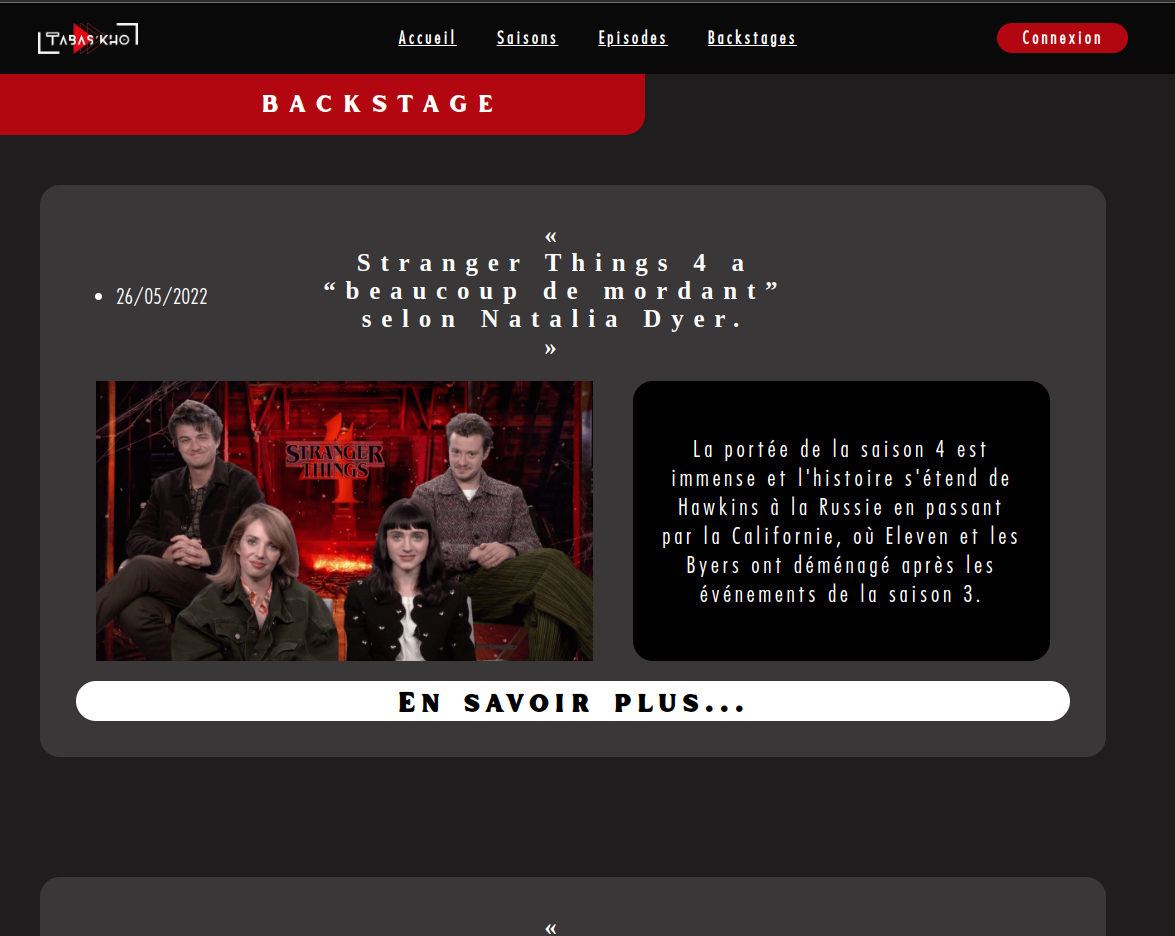 TABAS'KHO
Accueil
Saisons
Episodes
Backstages
Connexion
BACKSTAGE
26/05/2022
«
Stranger Things 4 a
“beaucoup de mordant”
selon Natalia Dyer.
»
STRANGER
4
THINGS
La portée de la saison 4 est
immense et l'histoire s'étend de
Hawkins à la Russie en passant
par la Californie, où Eleven et les
Byers ont déménagé après les
événements de la saison 3.
En savoir plus...
«